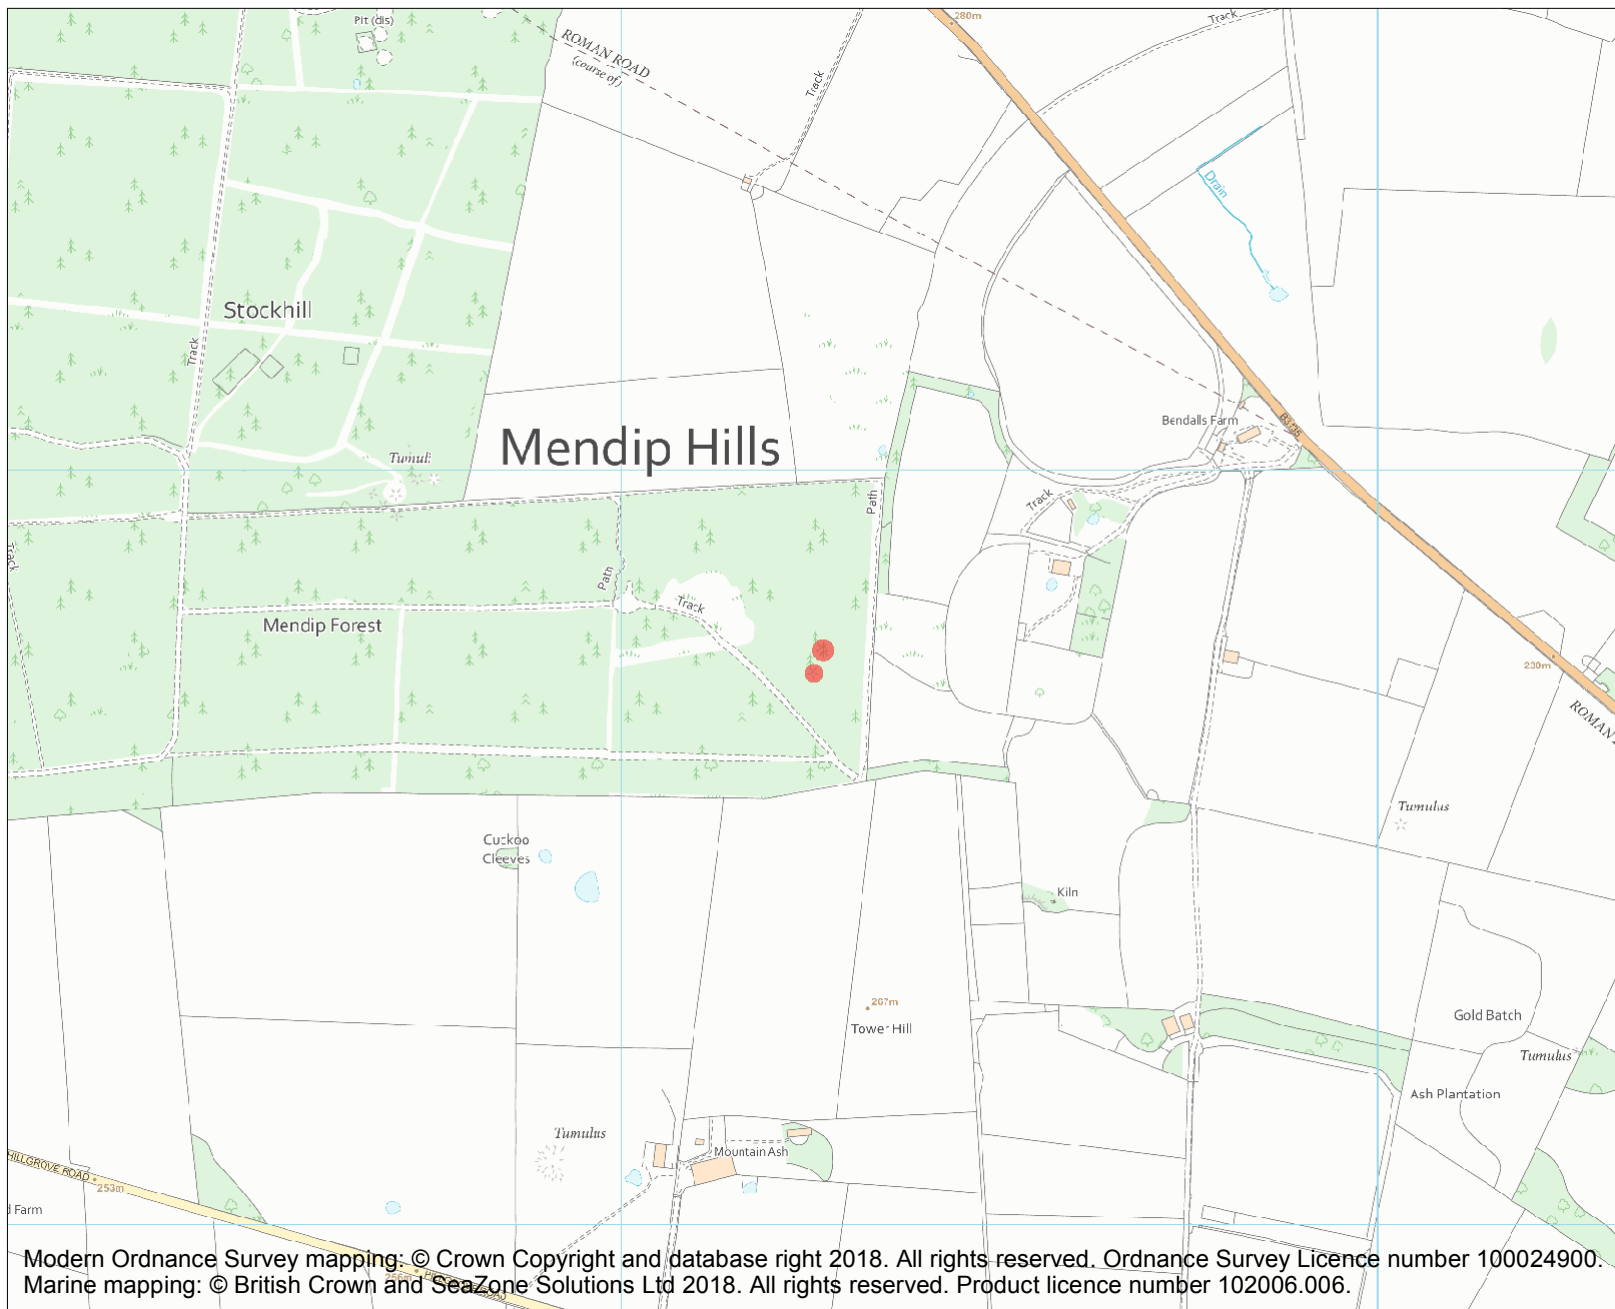 Pit (dis)
280m
Track
ROMAN ROAD
(course of)
Track
Drain
Stockhill
Track
Bendalls Farm
B3135
Mendip Hills
Tumuli
Path
Track
Track
Path
Track
Mendip Forest
230m
ROMAN
Tumulus
Cuckoo
Cleeves
Kiln
267m
Tower Hill
Gold Batch
Tumulus
Ash Plantation
Tumulus
Mountain Ash
HILLGROVE ROAD
253m
d Farm
256m
Modern Ordnance Survey mapping: © Crown Copyright and database right 2018. All rights reserved. Ordnance Survey Licence number 100024900.
Marine mapping: © British Crown and SeaZone Solutions Ltd 2018. All rights reserved. Product licence number 102006.006.